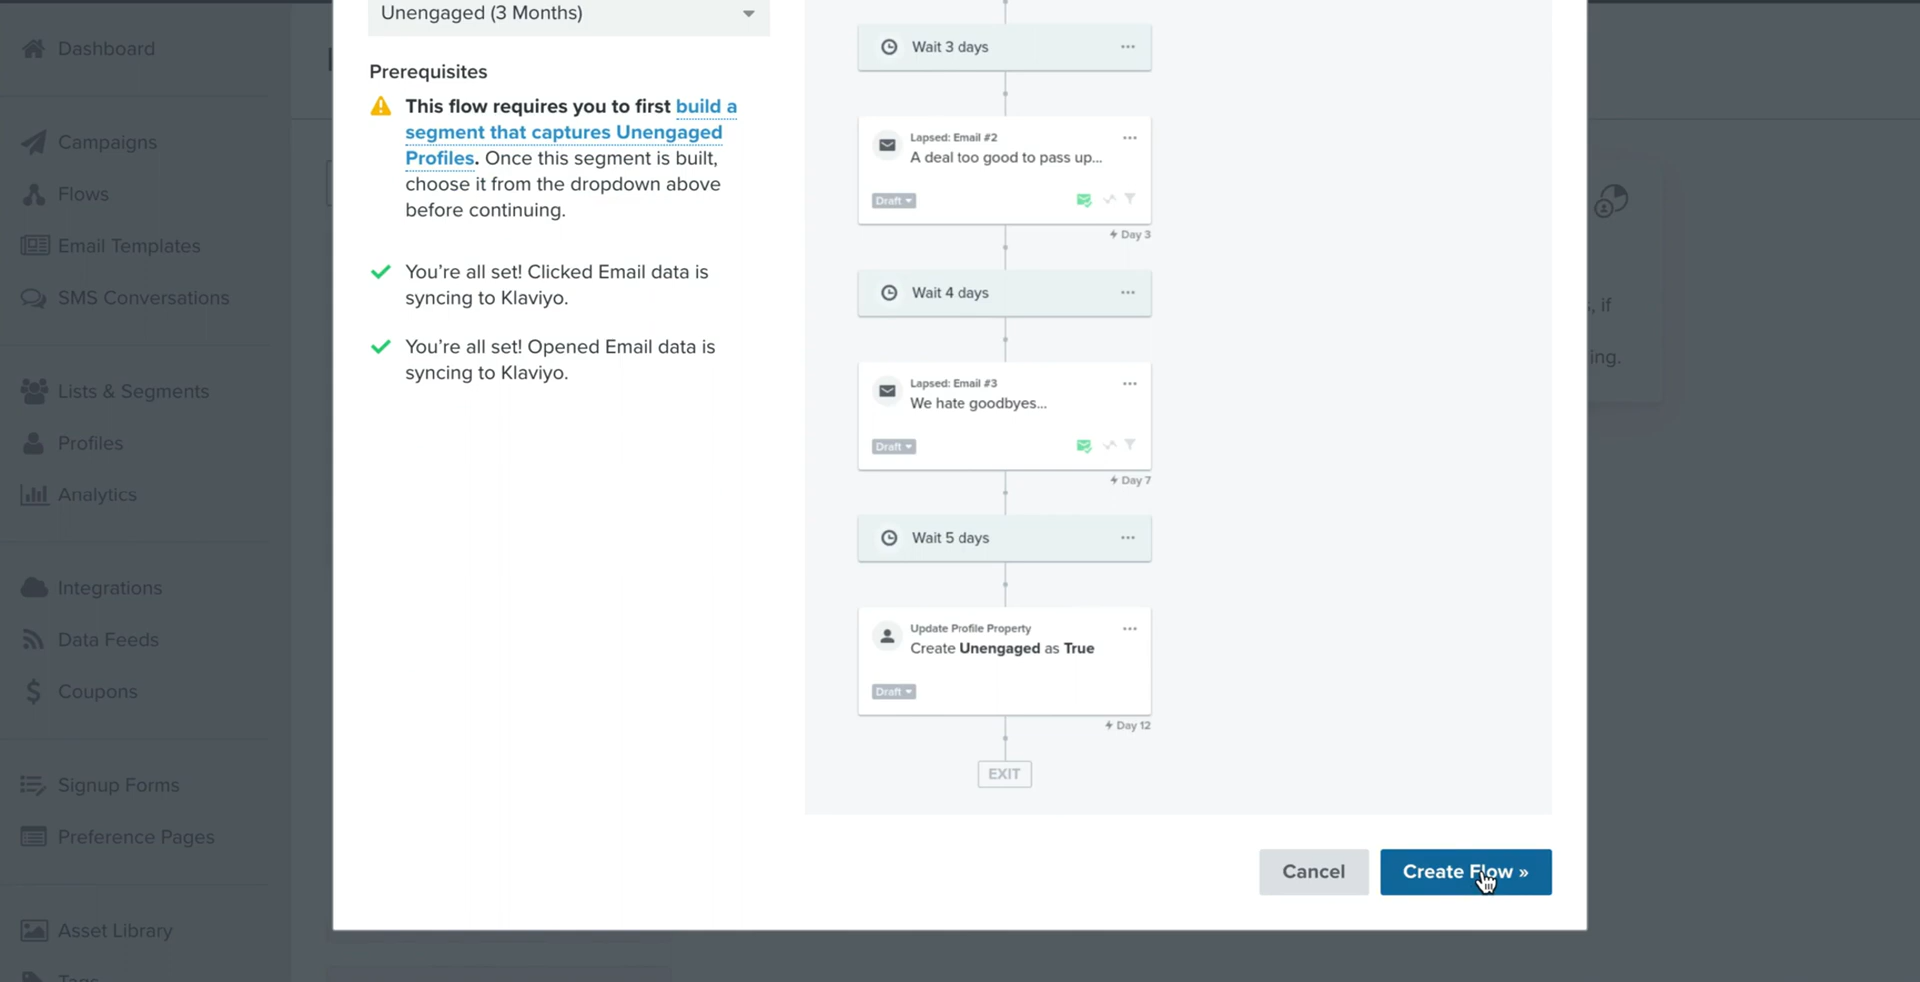 Dashboard
Campaigns
Flows
Email Templates
SMS Conversations
Lists & Segments
Profiles
Analytics
Integrations
Data Feeds
Coupons
Signup Forms
Preference Pages
Asset Library
Tags
Unengaged (3 Months)
Prerequisites
This flow requires you to first build a
segment that captures Unengaged
Profiles. Once this segment is built,
choose it from the dropdown above
before continuing.
You're all set! Clicked Email data is
syncing to Klaviyo.
You're all set! Opened Email data is
syncing to Klaviyo.
Wait 3 days
Lapsed: Email #2
A deal too good to pass up...
Draft
Day 3
Wait 4 days
Lapsed: Email #3
We hate goodbyes...
Draft
Day 7
Wait 5 days
Update Profile Property
Create Unengaged as True
Draft
Day 12
EXIT
Cancel
Create Flow »
, if
ing.